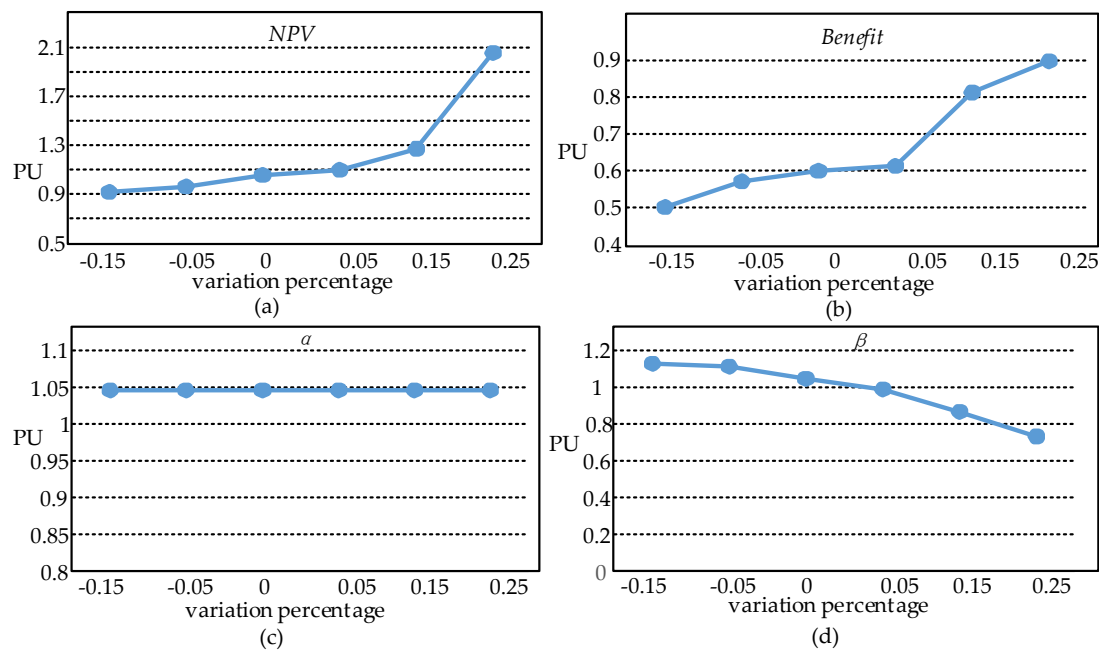 NPV
2.1
1.7
1.3
PU
0.9
0.5
-0.15 -0.05 0 0.05 0.15 0.25
variation percentage
(a)
Benefit
0.9
0.8
0.7
PU
0.6
0.5
0.4
-0.15 -0.05 0 0.05 0.15 0.25
variation percentage
(b)
α
1.1
1.05
1
PU
0.95
0.9
0.85
0.8
-0.15 -0.05 0 0.05 0.15 0.25
variation percentage
(c)
β
1.2
1
0.8
PU
0.6
0.4
0.2
0
-0.15 -0.05 0 0.05 0.15 0.25
variation percentage
(d)